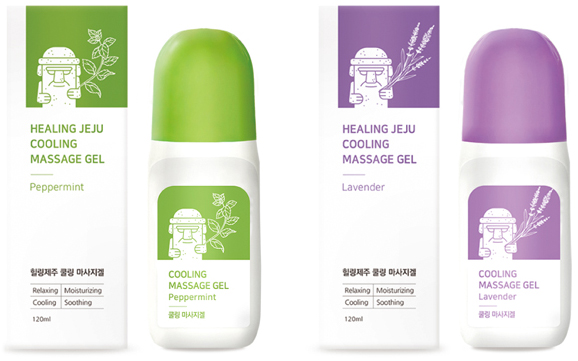 HEALING JEJU
COOLING
MASSAGE GEL
Peppermint
힐링제주 쿨링 마사지겔
Relaxing Moisturizing
Cooling Soothing
120ml
COOLING
MASSAGE GEL
Peppermint
쿨링 마사지겔
HEALING JEJU
COOLING
MASSAGE GEL
Lavender
힐링제주 쿨링 마사지겔
Relaxing Moisturizing
Cooling Soothing
120ml
COOLING
MASSAGE GEL
Lavender
쿨링 마사지겔